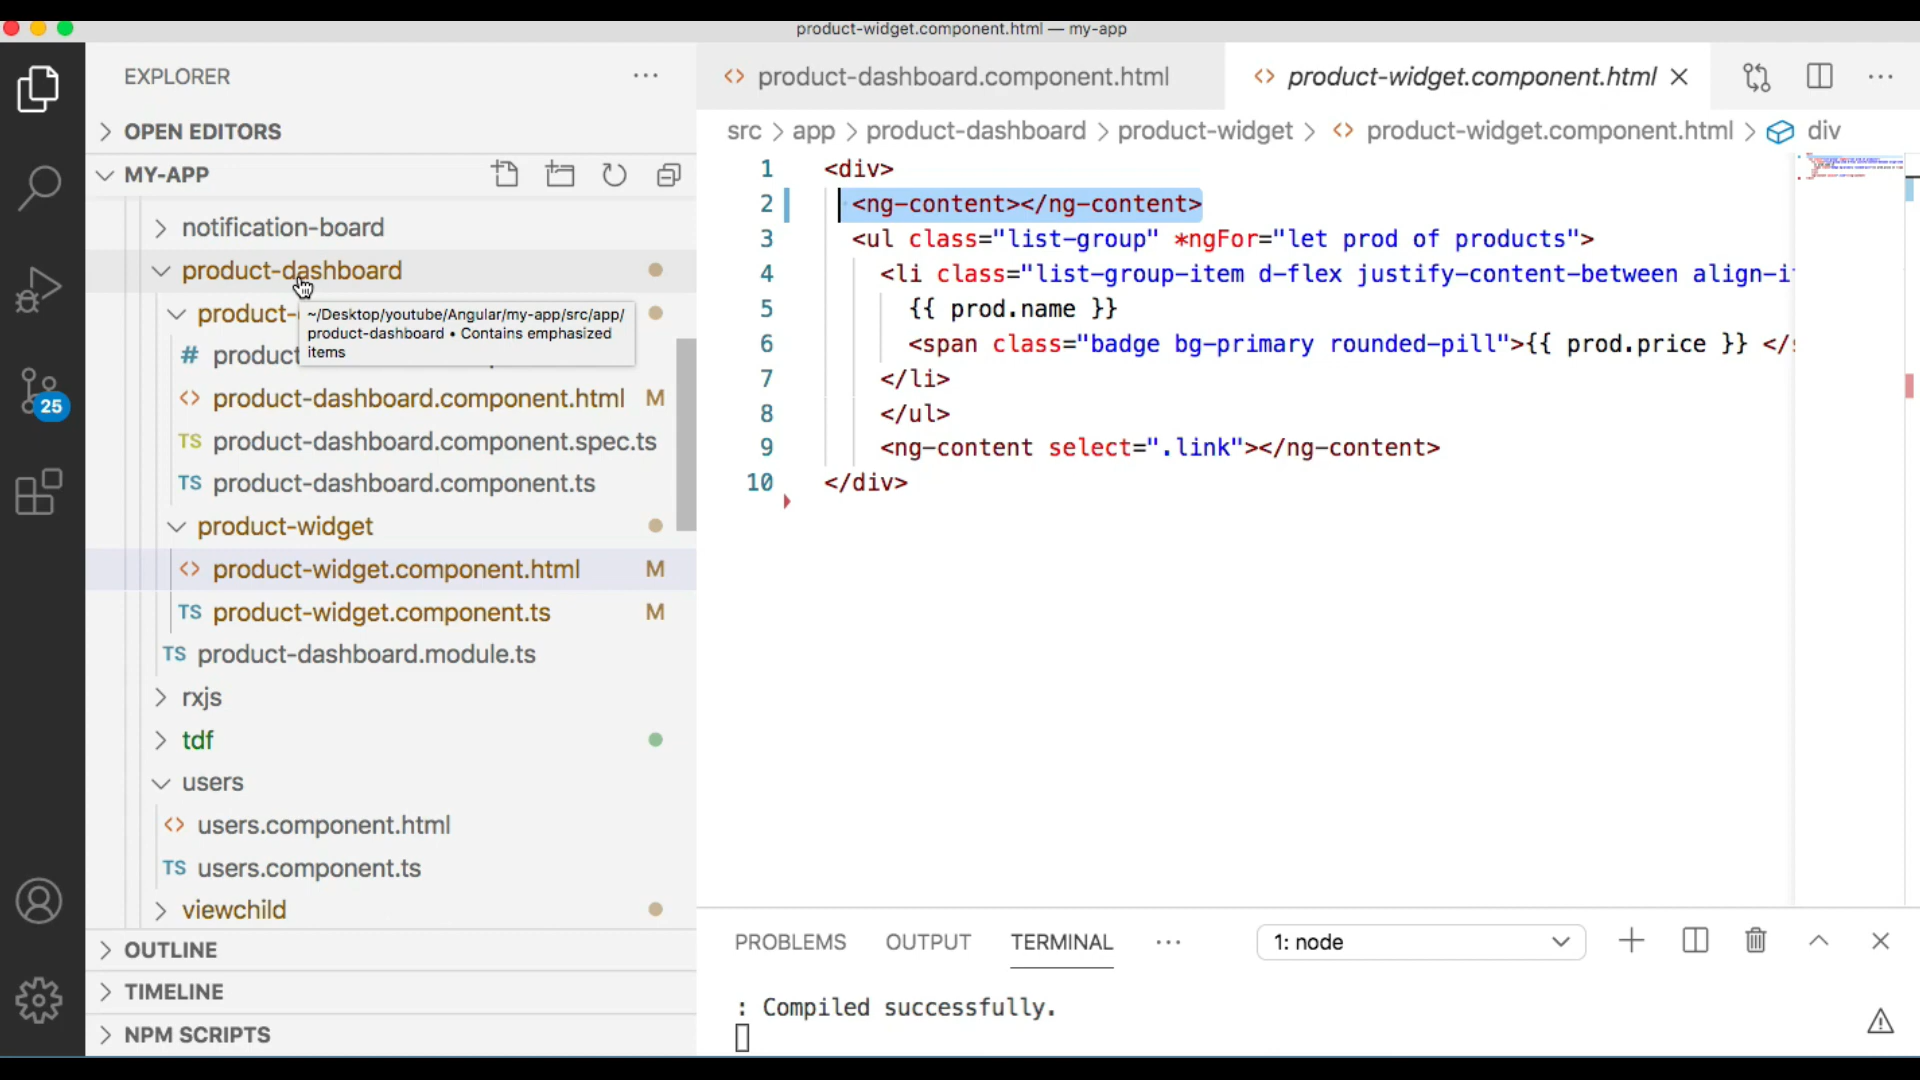 product-widget.component.html — my-app
EXPLORER
OPEN EDITORS
MY-APP
notification-board
product-dashboard
product-
~/Desktop/youtube/Angular/my-app/src/app/
product-dashboard • Contains emphasized
items
# product
<> product-dashboard.component.html M
TS product-dashboard.component.spec.ts
TS product-dashboard.component.ts
product-widget
<> product-widget.component.html M
TS product-widget.component.ts M
TS product-dashboard.module.ts
rxjs
tdf
users
<> users.component.html
TS users.component.ts
viewchild
OUTLINE
TIMELINE
NPM SCRIPTS
25
<> product-dashboard.component.html
<> product-widget.component.html
src > app > product-dashboard > product-widget > <> product-widget.component.html > div
1 <div>
2 <ng-content></ng-content>
3 <ul class="list-group" *ngFor="let prod of products">
4 <li class="list-group-item d-flex justify-content-between align-i
5 {{ prod.name }}
6 <span class="badge bg-primary rounded-pill">{{ prod.price }} </
7 </li>
8 </ul>
9 <ng-content select=".link"></ng-content>
10 </div>
PROBLEMS OUTPUT TERMINAL ··· 1: node
: Compiled successfully.